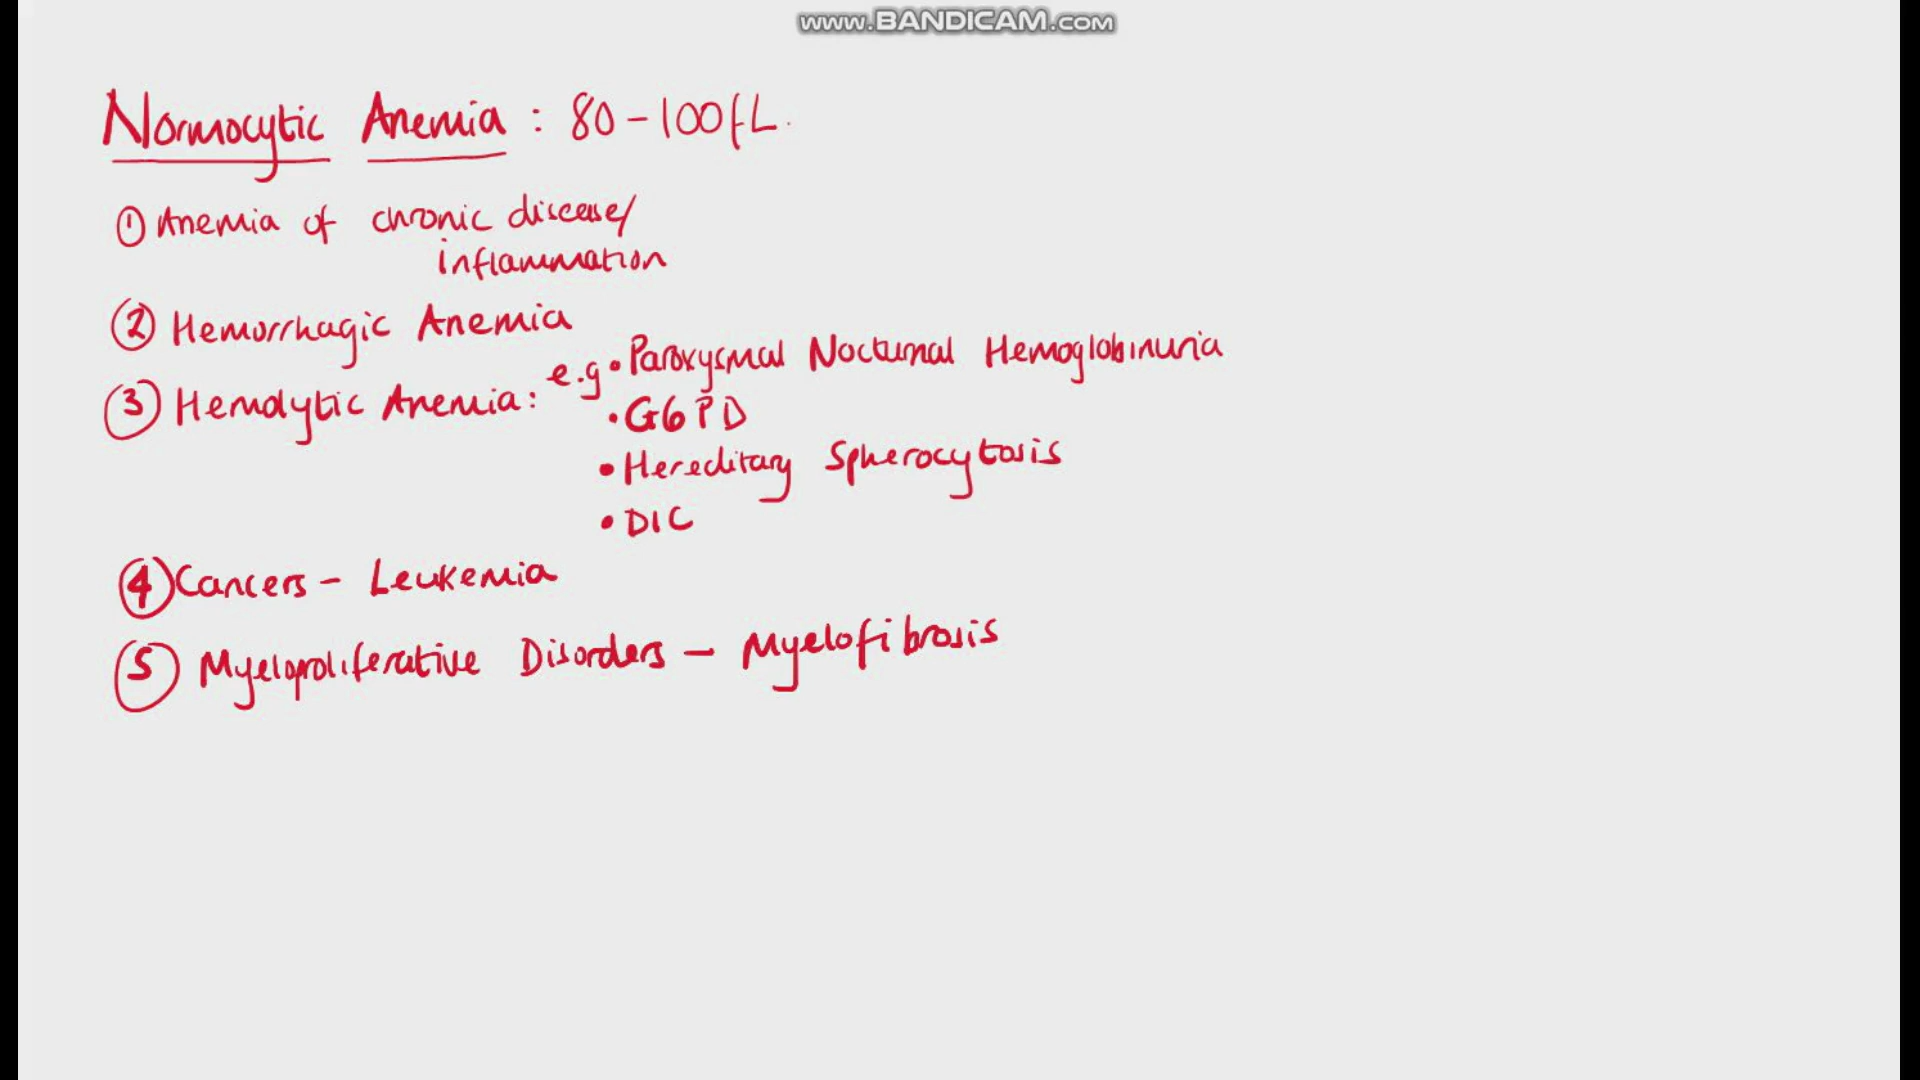 www.BANDICAM.com
Normocytic Anemia : 80-100fL.
① Anemia of chronic disease/
inflammation
② Hemorrhagic Anemia
③ Hemolytic Anemia: e.g • Paroxysmal Nocturnal Hemoglobinuria
• G6PD
• Hereditary Spherocytosis
• DIC
④ Cancers - Leukemia
⑤ Myeloproliferative Disorders - Myelofibrosis